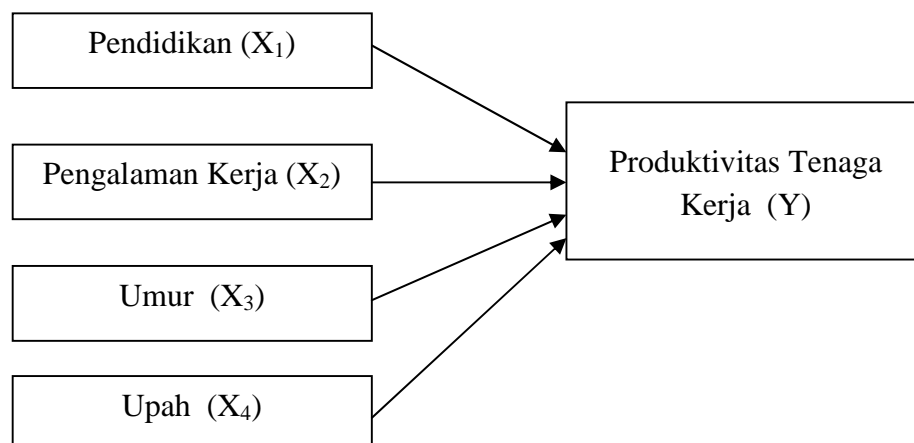 Pendidikan (X₁)
Pengalaman Kerja (X₂)
Umur (X₃)
Upah (X₄)
Produktivitas Tenaga
Kerja (Y)